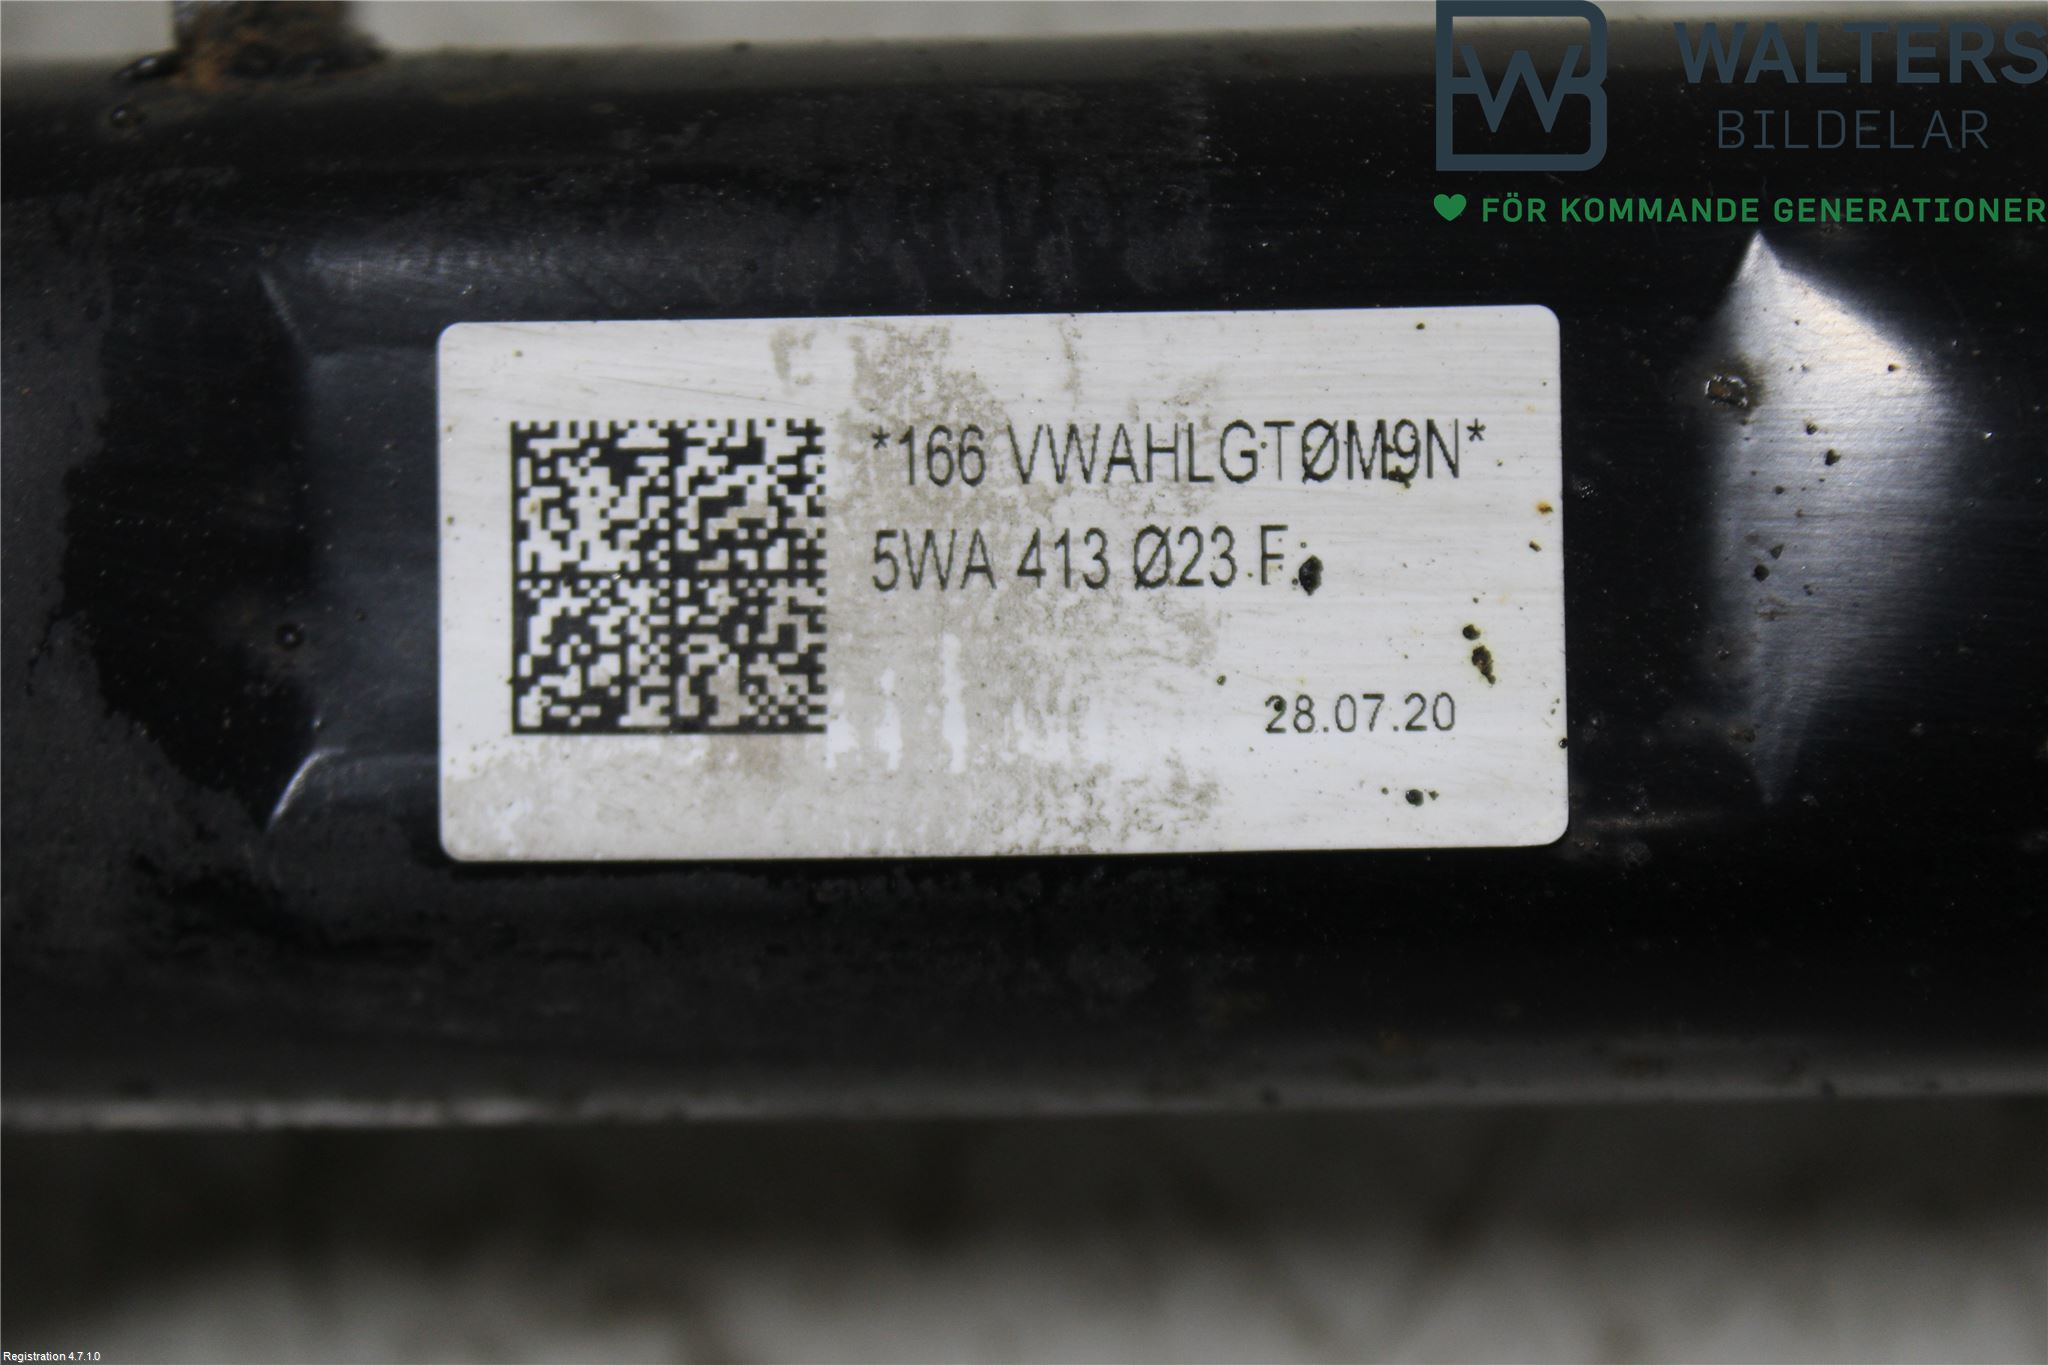 WALTERS
BILDELAR
FÖR KOMMANDE GENERATIONER
*166 VWAHLGTØM9N*
5WA 413 Ø23 F
28.07.20
Registration 4.7.1.0